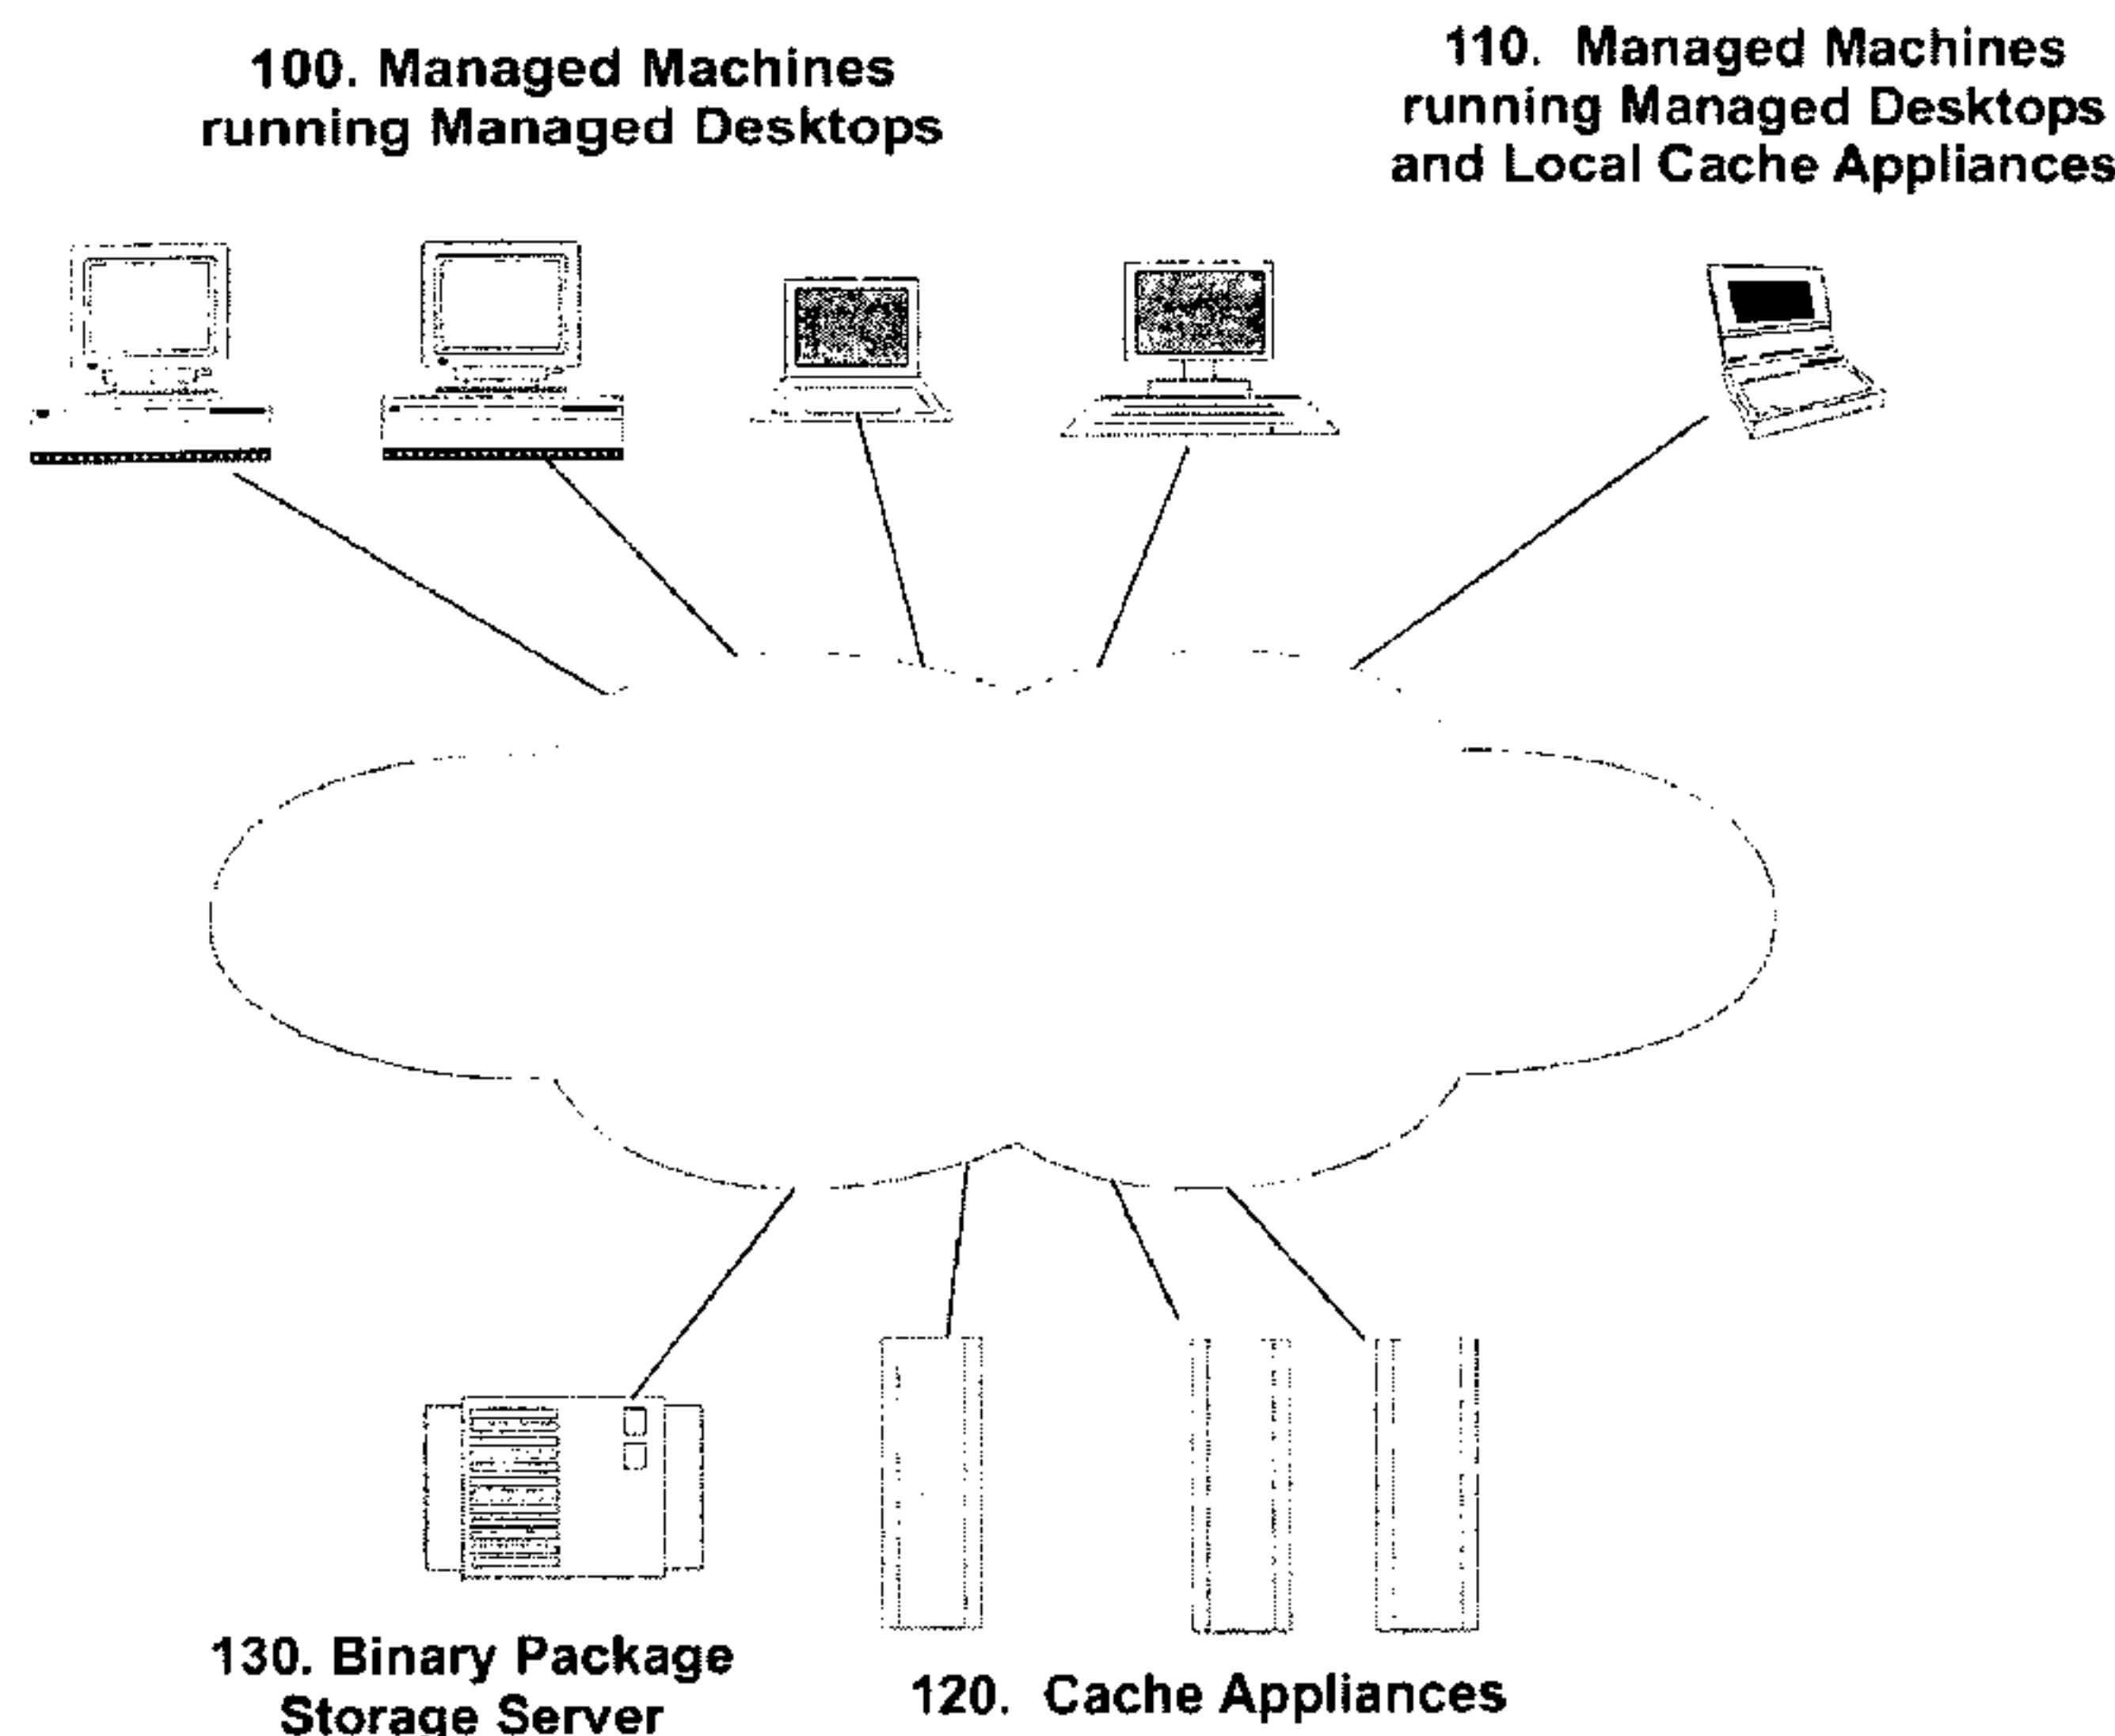 100. Managed Machines
running Managed Desktops
110. Managed Machines
running Managed Desktops
and Local Cache Appliances
130. Binary Package
Storage Server
120. Cache Appliances